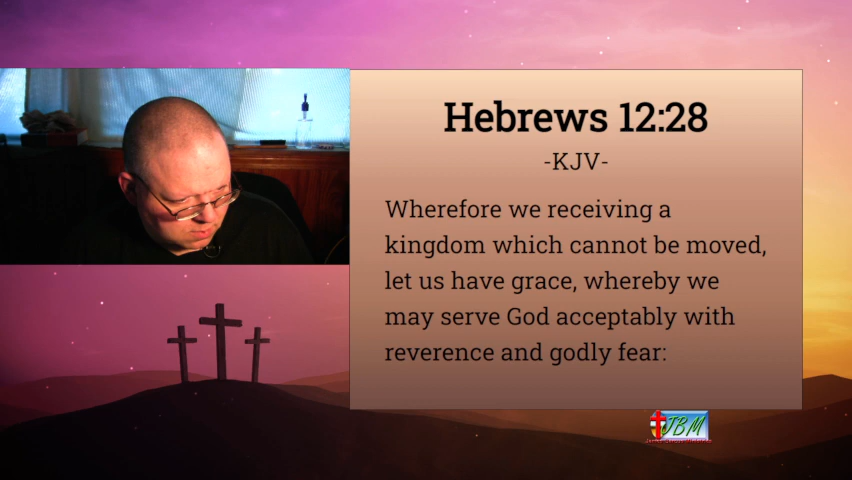 Hebrews 12:28
-KJV-
Wherefore we receiving a
kingdom which cannot be moved,
let us have grace, whereby we
may serve God acceptably with
reverence and godly fear:
JBM